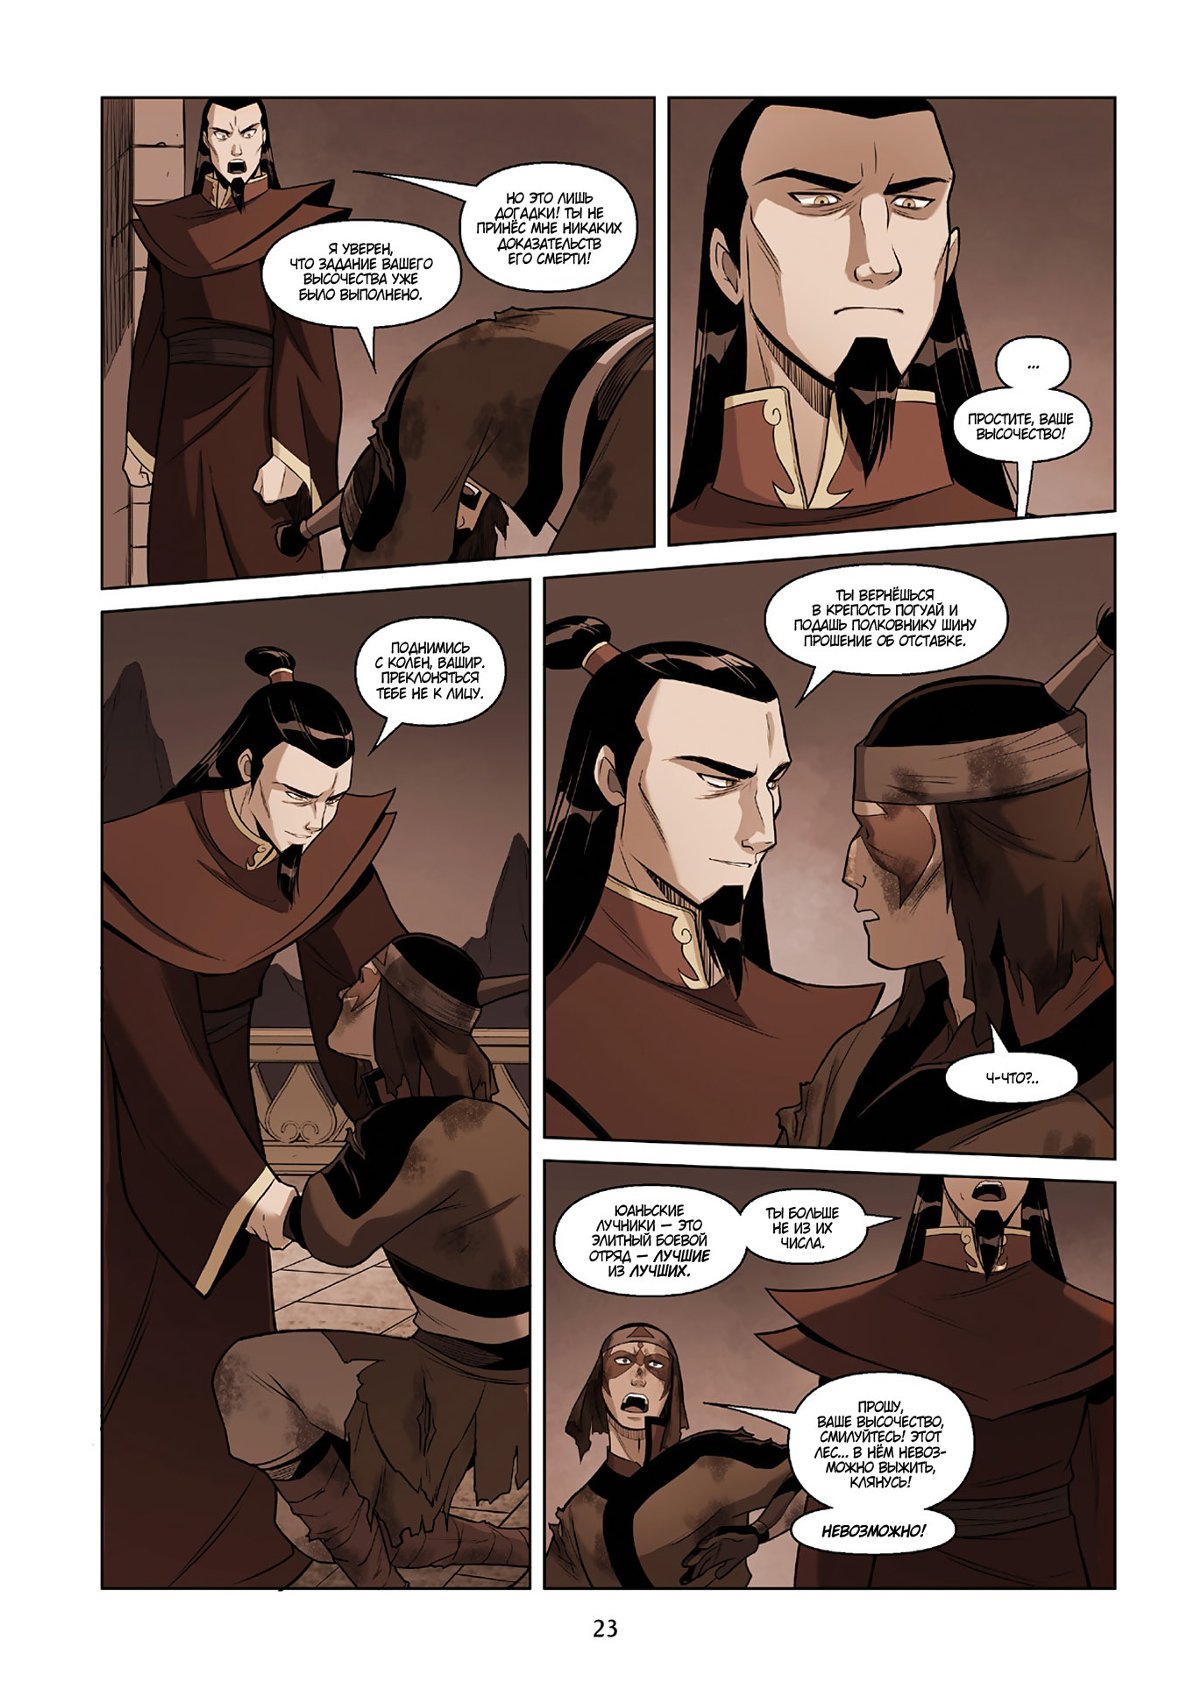 Я УВЕРЕН,
ЧТО ЗАДАНИЕ ВАШЕГО
ВЫСОЧЕСТВА УЖЕ
БЫЛО ВЫПОЛНЕНО.
НО ЭТО ЛИШЬ
ДОГАДКИ! ТЫ НЕ
ПРИНЁС МНЕ НИКАКИХ
ДОКАЗАТЕЛЬСТВ
ЕГО СМЕРТИ!
...
ПРОСТИТЕ, ВАШЕ
ВЫСОЧЕСТВО!
ПОДНИМИСЬ
С КОЛЕН, ВАШИР.
ПРЕКЛОНЯТЬСЯ
ТЕБЕ НЕ К ЛИЦУ.
ТЫ ВЕРНЁШЬСЯ
В КРЕПОСТЬ ПОГУАЙ И
ПОДАШЬ ПОЛКОВНИКУ ШИНУ
ПРОШЕНИЕ ОБ ОТСТАВКЕ.
Ч-ЧТО?..
ЮАНЬСКИЕ
ЛУЧНИКИ — ЭТО
ЭЛИТНЫЙ БОЕВОЙ
ОТРЯД — ЛУЧШИЕ
ИЗ ЛУЧШИХ.
ТЫ БОЛЬШЕ
НЕ ИЗ ИХ
ЧИСЛА.
ПРОШУ,
ВАШЕ ВЫСОЧЕСТВО,
СМИЛУЙТЕСЬ! ЭТОТ
ЛЕС... В НЁМ НЕВОЗ-
МОЖНО ВЫЖИТЬ,
КЛЯНУСЬ!
НЕВОЗМОЖНО!
23